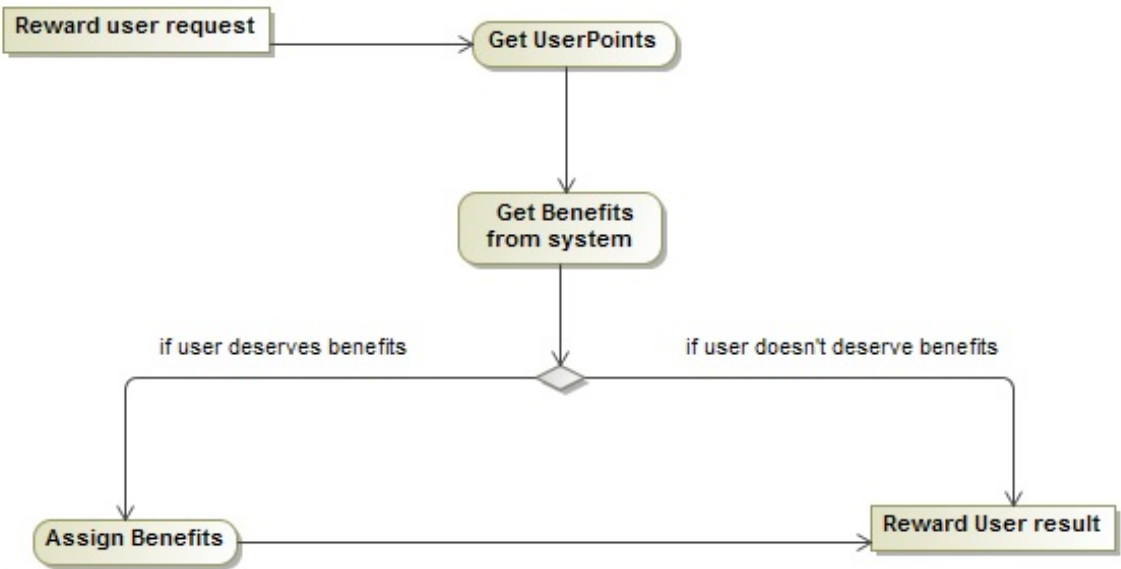 Reward user request
Get UserPoints
Get Benefits
from system
if user deserves benefits
if user doesn't deserve benefits
Assign Benefits
Reward User result